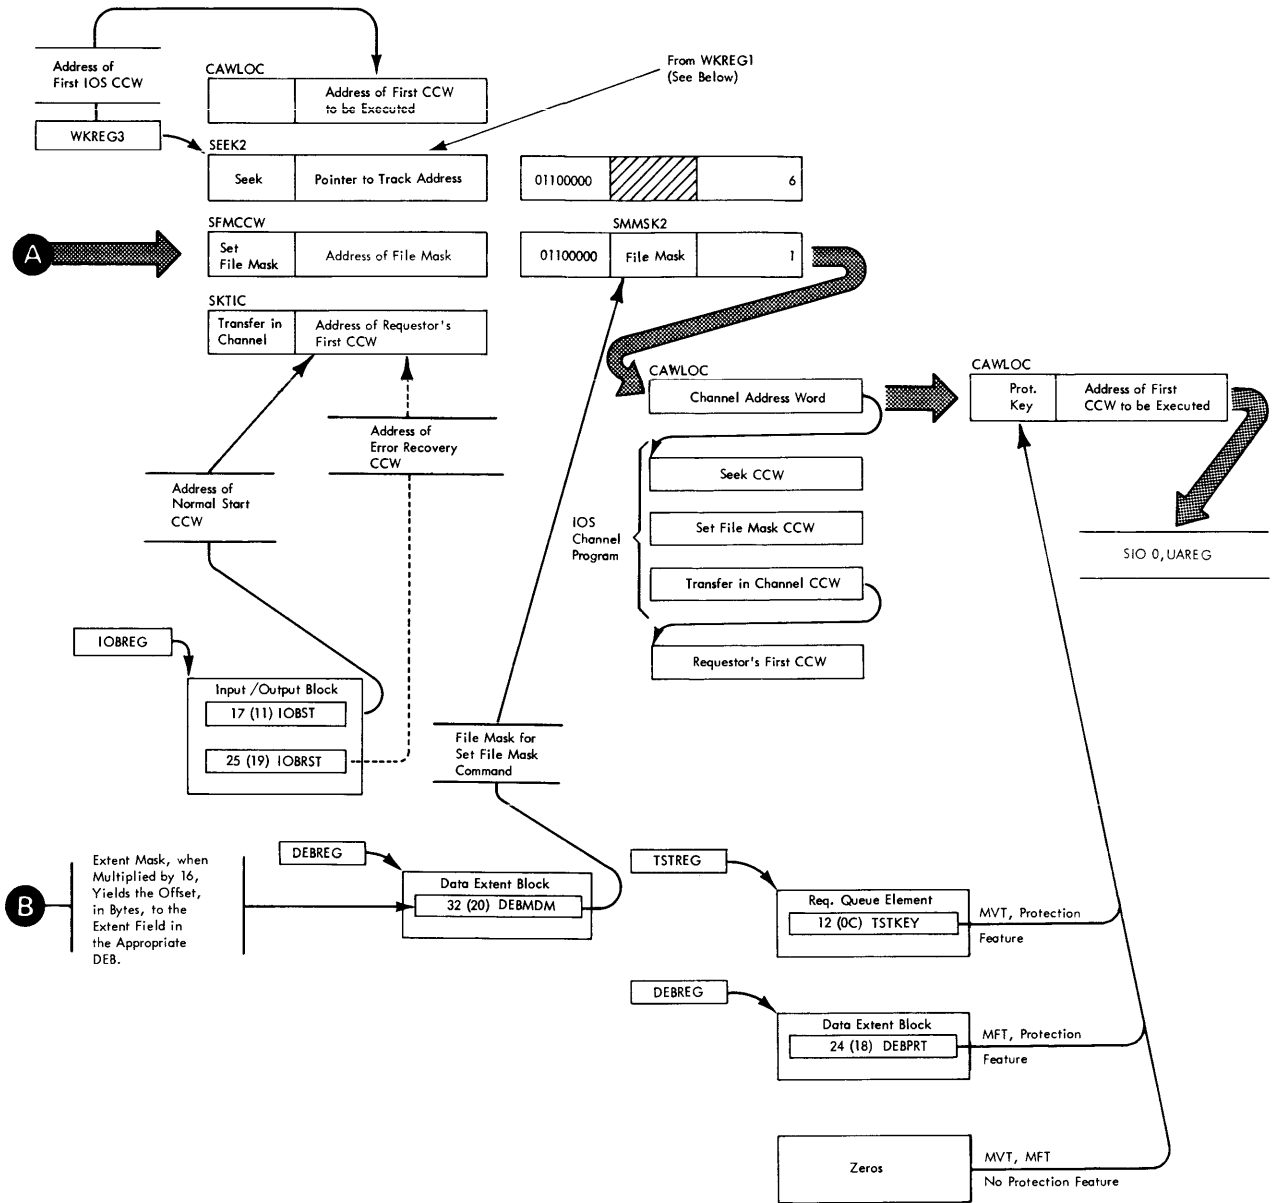 Address of
First IOS CCW
WKREG3
CAWLOC
Address of First CCW
to be Executed
From WKREG1
(See Below)
SEEK2
Seek
Pointer to Track Address
01100000
6
A
SFMCCW
Set
File Mask
Address of File Mask
SMMSK2
01100000
File Mask
1
SKTIC
Transfer in
Channel
Address of Requestor's
First CCW
CAWLOC
Channel Address Word
CAWLOC
Prot.
Key
Address of First
CCW to be Executed
Address of
Error Recovery
CCW
Address of
Normal Start
CCW
IOS
Channel
Program
Seek CCW
Set File Mask CCW
Transfer in Channel CCW
Requestor's First CCW
SIO 0, UAREG
IOBREG
Input /Output Block
17 (11) IOBST
25 (19) IOBRST
File Mask for
Set File Mask
Command
B
Extent Mask, when
Multiplied by 16,
Yields the Offset,
in Bytes, to the
Extent Field in
the Appropriate
DEB.
DEBREG
Data Extent Block
32 (20) DEBMDM
TSTREG
Req. Queue Element
12 (0C) TSTKEY
MVT, Protection
Feature
DEBREG
Data Extent Block
24 (18) DEBPRT
MFT, Protection
Feature
Zeros
MVT, MFT
No Protection Feature